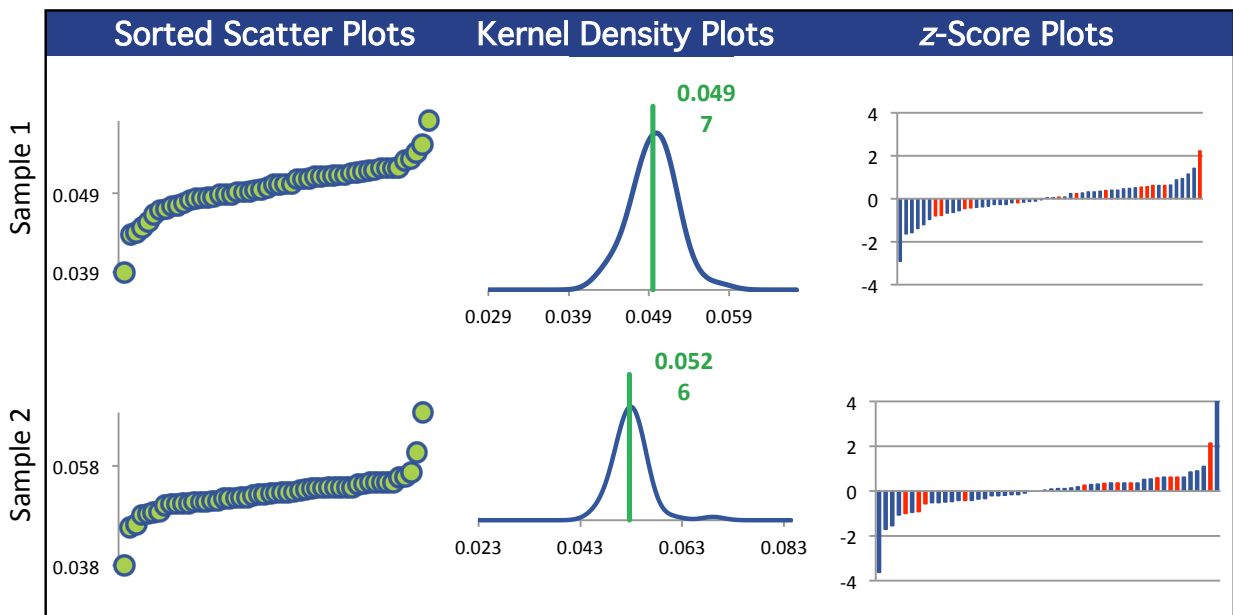 Sorted Scatter Plots
Kernel Density Plots
z-Score Plots
Sample 1
0.049
0.039
0.049
7
0.029 0.039 0.049 0.059
4
2
0
-2
-4
Sample 2
0.058
0.038
0.052
6
0.023 0.043 0.063 0.083
4
2
0
-2
-4